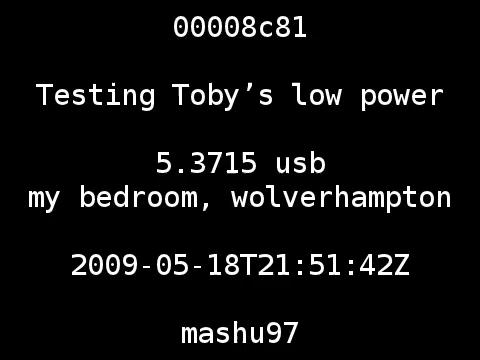 00008c81
Testing Toby’s low power
5.3715 usb
my bedroom, wolverhampton
2009-05-18T21:51:42Z
mashu97